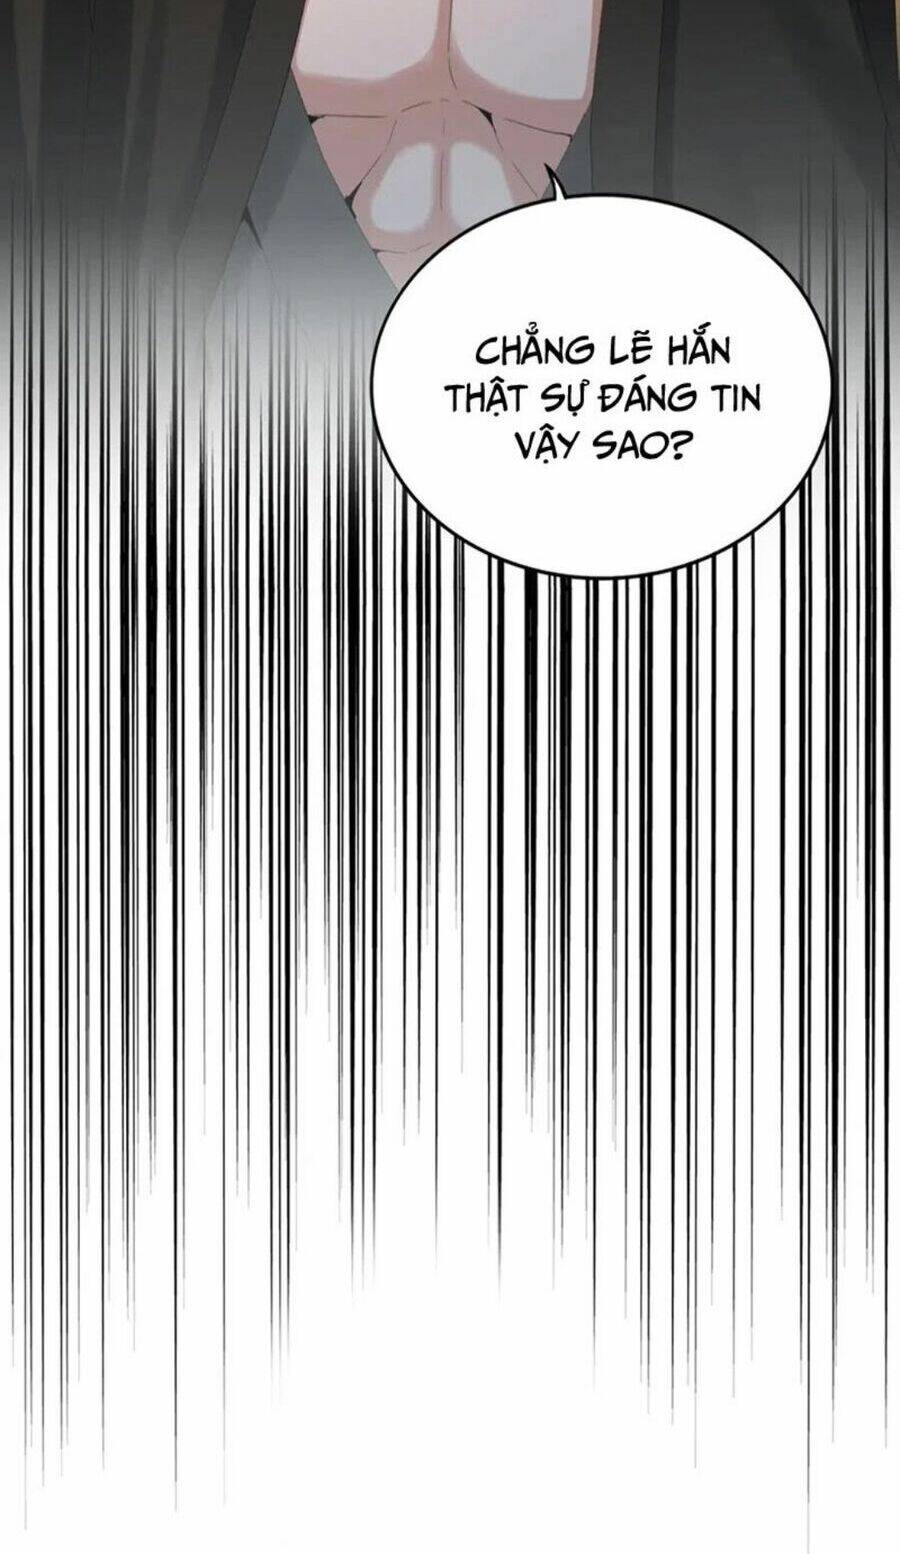 CHẲNG LẼ HẮN
THẬT SỰ ĐÁNG TIN
VẬY SAO?